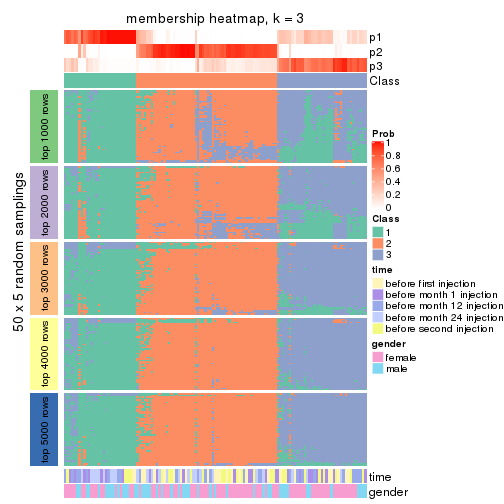 membership heatmap, k = 3
p1
p2
p3
Class
50 x 5 random samplings
top 1000 rows
top 2000 rows
top 3000 rows
top 4000 rows
top 5000 rows
time
gender
Prob
1
0.8
0.6
0.4
0.2
0
Class
1
2
3
time
before first injection
before month 1 injection
before month 12 injection
before month 24 injection
before second injection
gender
female
male